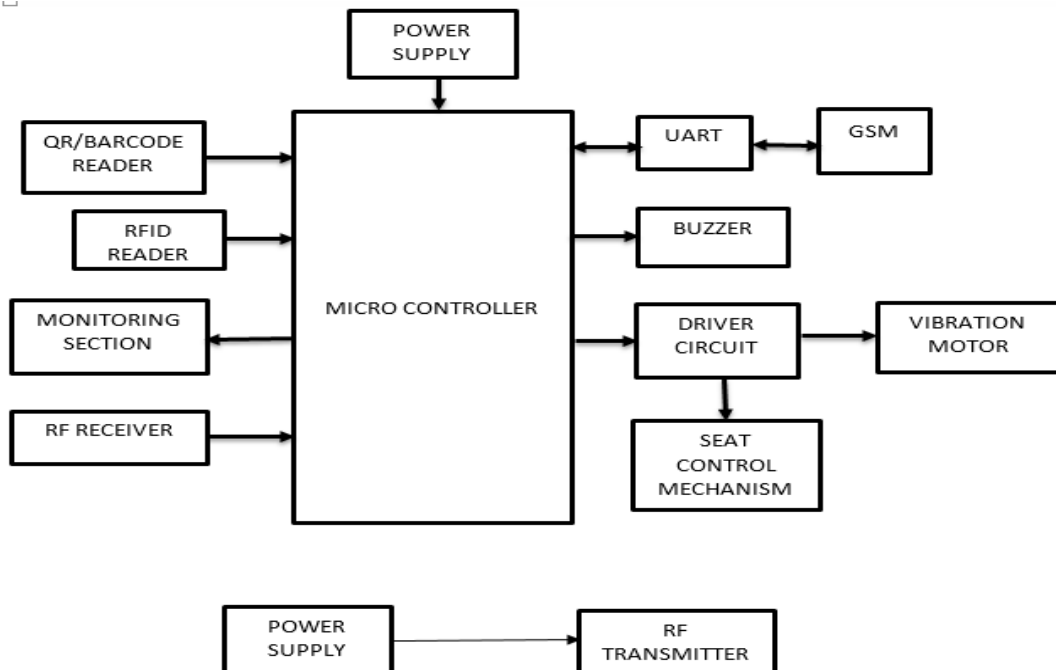 POWER
SUPPLY
QR/BARCODE
READER
UART
GSM
RFID
READER
BUZZER
MICRO CONTROLLER
MONITORING
SECTION
DRIVER
CIRCUIT
VIBRATION
MOTOR
RF RECEIVER
SEAT
CONTROL
MECHANISM
POWER
SUPPLY
RF
TRANSMITTER